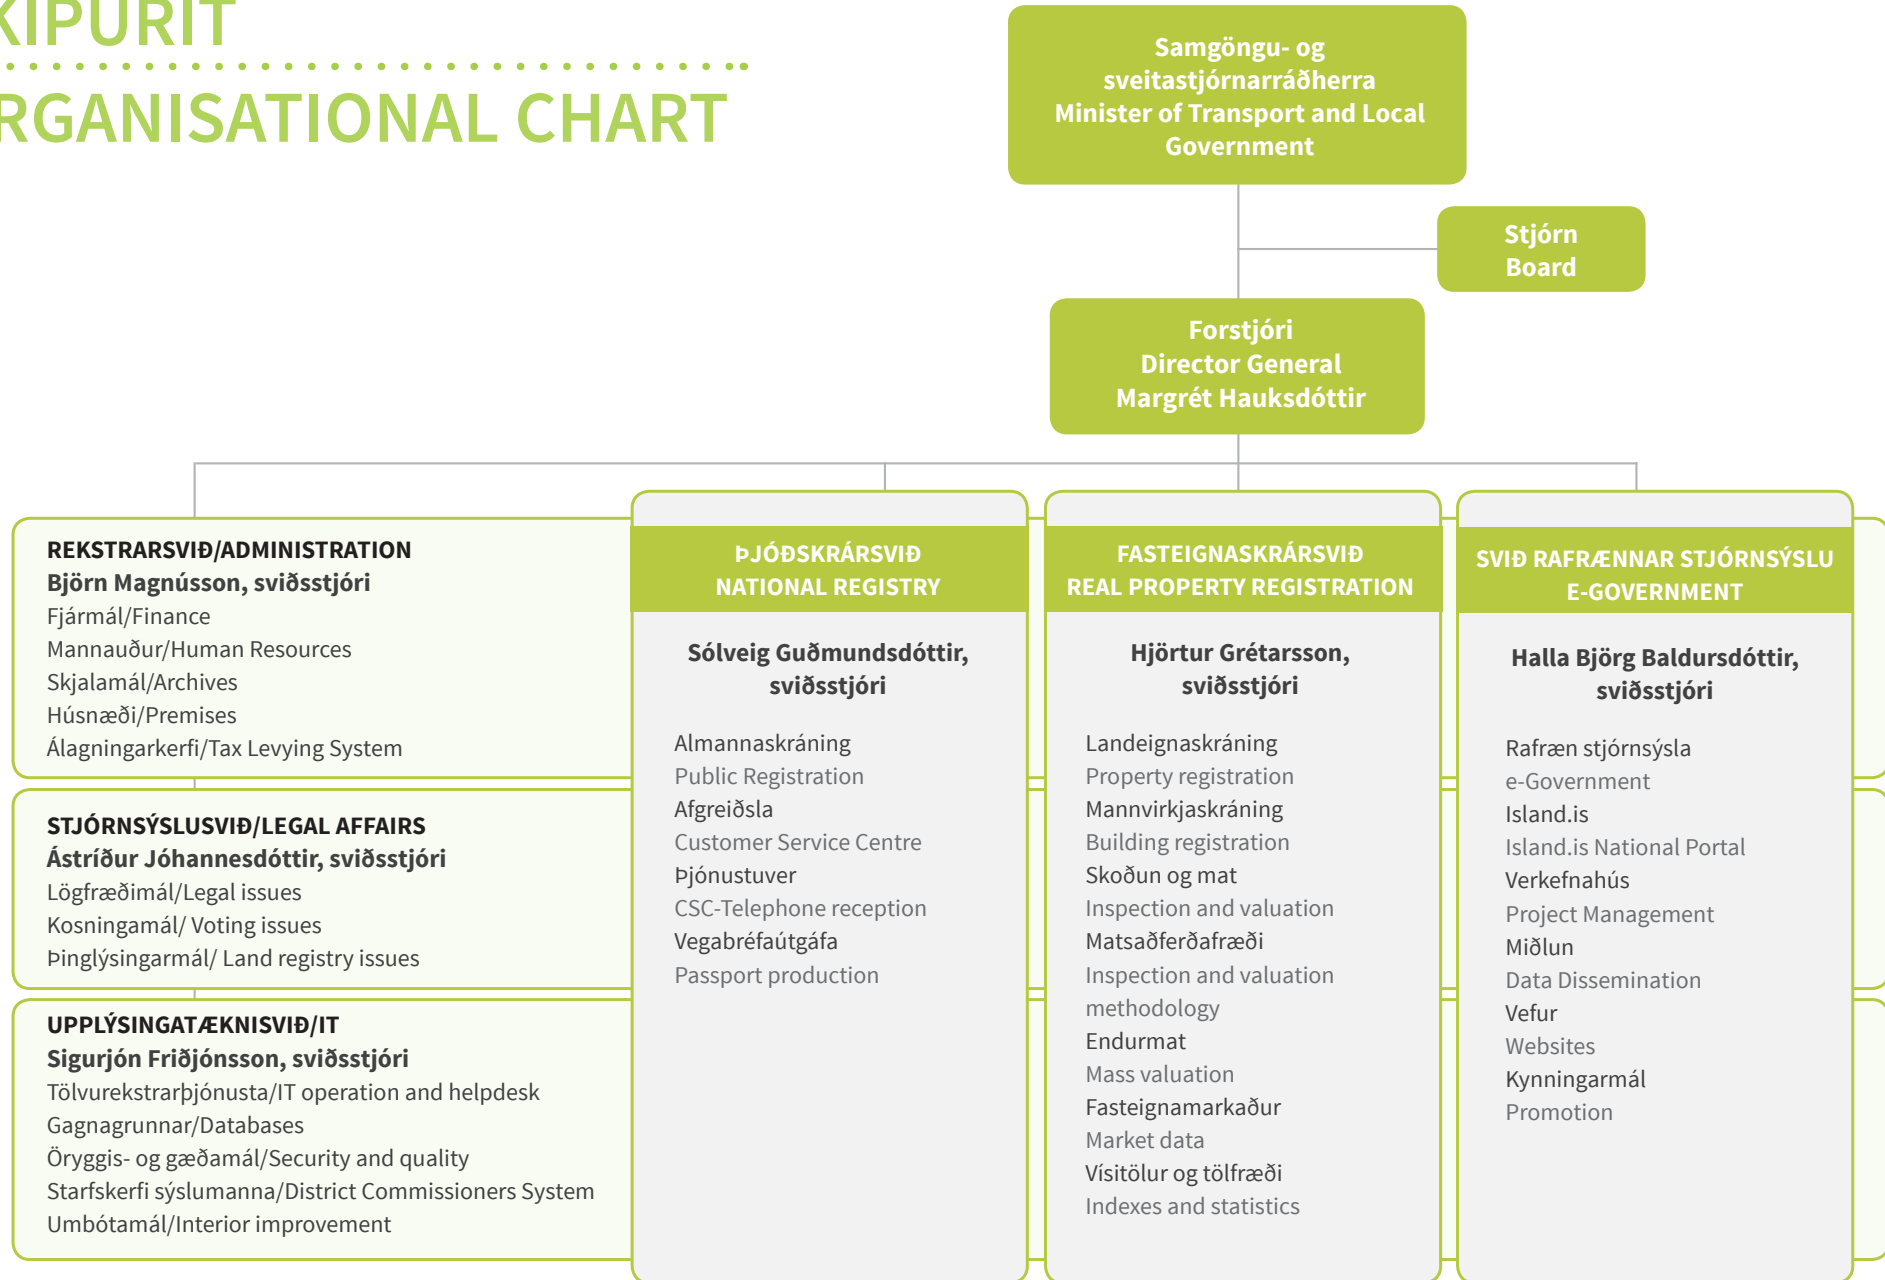 KIPURIT
RGANISATIONAL CHART
Samgöngu- og
sveitastjórnarráðherra
Minister of Transport and Local
Government
Stjórn
Board
Forstjóri
Director General
Margrét Hauksdóttir
REKSTRARSVIÐ/ADMINISTRATION
Björn Magnússon, sviðsstjóri
Fjármál/Finance
Mannauður/Human Resources
Skjalamál/Archives
Húsnæði/Premises
Álagningarkerfi/Tax Levying System
STJÓRNSÝSLUSVIÐ/LEGAL AFFAIRS
Ástríður Jóhannesdóttir, sviðsstjóri
Lögfræðimál/Legal issues
Kosningamál/ Voting issues
Þinglýsingarmál/ Land registry issues
UPPLÝSINGATÆKNISVIÐ/IT
Sigurjón Friðjónsson, sviðsstjóri
Tölvurekstrarþjónusta/IT operation and helpdesk
Gagnagrunnar/Databases
Öryggis- og gæðamál/Security and quality
Starfskerfi sýslumanna/District Commissioners System
Umbótamál/Interior improvement
ÞJÓÐSKRÁRSVIÐ
NATIONAL REGISTRY
Sólveig Guðmundsdóttir,
sviðsstjóri
Almannaskráning
Public Registration
Afgreiðsla
Customer Service Centre
Þjónustuver
CSC-Telephone reception
Vegabréfaútgáfa
Passport production
FASTEIGNASKRÁRSVIÐ
REAL PROPERTY REGISTRATION
Hjörtur Grétarsson,
sviðsstjóri
Landeignaskráning
Property registration
Mannvirkjaskráning
Building registration
Skoðun og mat
Inspection and valuation
Matsaðferðafræði
Inspection and valuation
methodology
Endurmat
Mass valuation
Fasteignamarkaður
Market data
Vísitölur og tölfræði
Indexes and statistics
SVIÐ RAFRÆNNAR STJÓRNSÝSLU
E-GOVERNMENT
Halla Björg Baldursdóttir,
sviðsstjóri
Rafræn stjórnsýsla
e-Government
Island.is
Island.is National Portal
Verkefnahús
Project Management
Miðlun
Data Dissemination
Vefur
Websites
Kynningarmál
Promotion